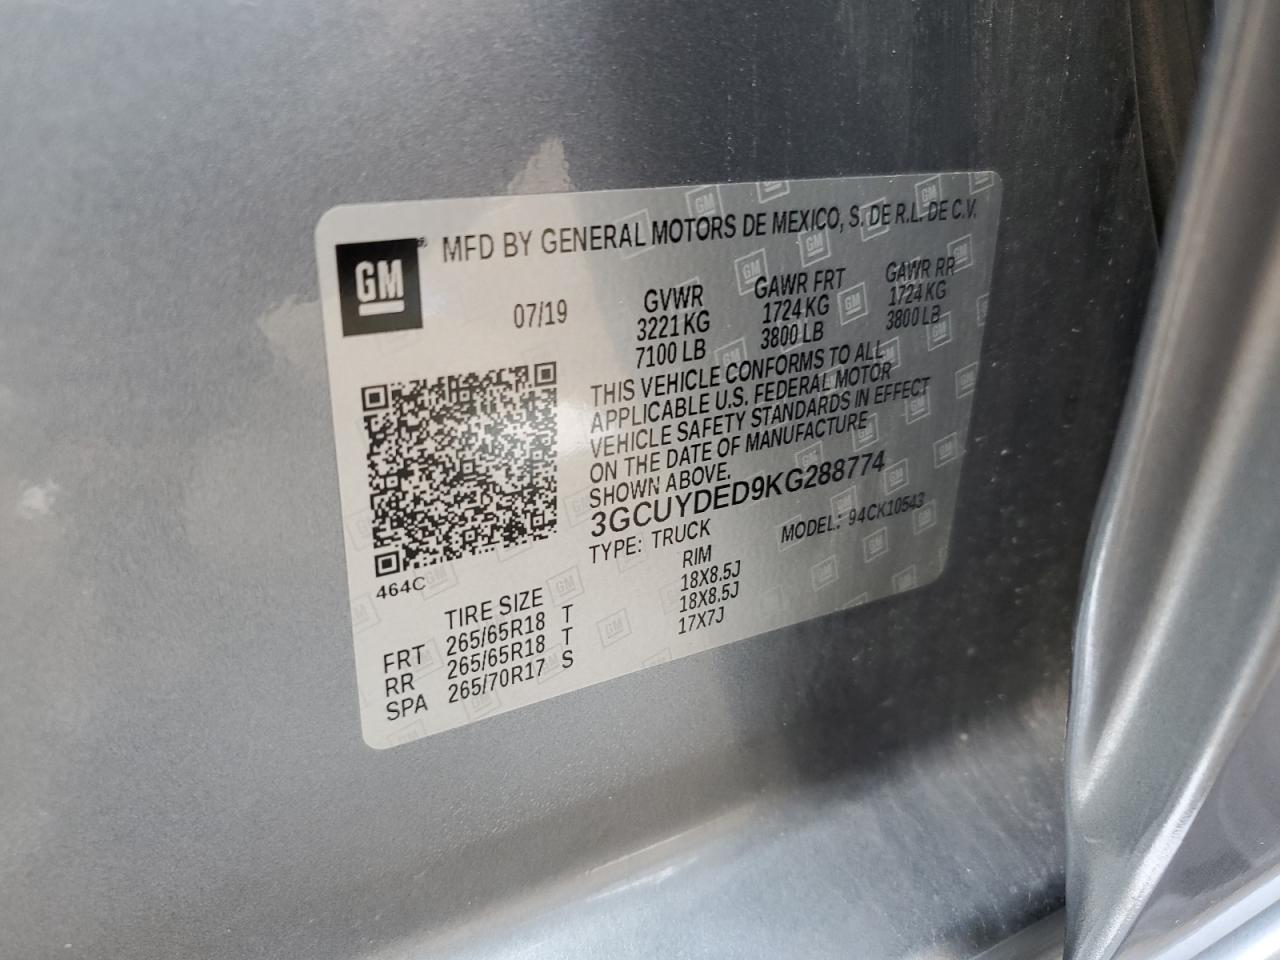 GM
MFD BY GENERAL MOTORS DE MEXICO, S. DE R.L. DE C.V.
07/19
GVWR GAWR FRT GAWR RR
3221 KG 1724 KG 1724 KG
7100 LB 3800 LB 3800 LB
THIS VEHICLE CONFORMS TO ALL
APPLICABLE U.S. FEDERAL MOTOR
VEHICLE SAFETY STANDARDS IN EFFECT
ON THE DATE OF MANUFACTURE
SHOWN ABOVE.
3GCUYDED9KG288774
TYPE: TRUCK MODEL: 94CK10543
464C
TIRE SIZE RIM
FRT 265/65R18 T 18X8.5J
RR 265/65R18 T 18X8.5J
SPA 265/70R17 S 17X7J